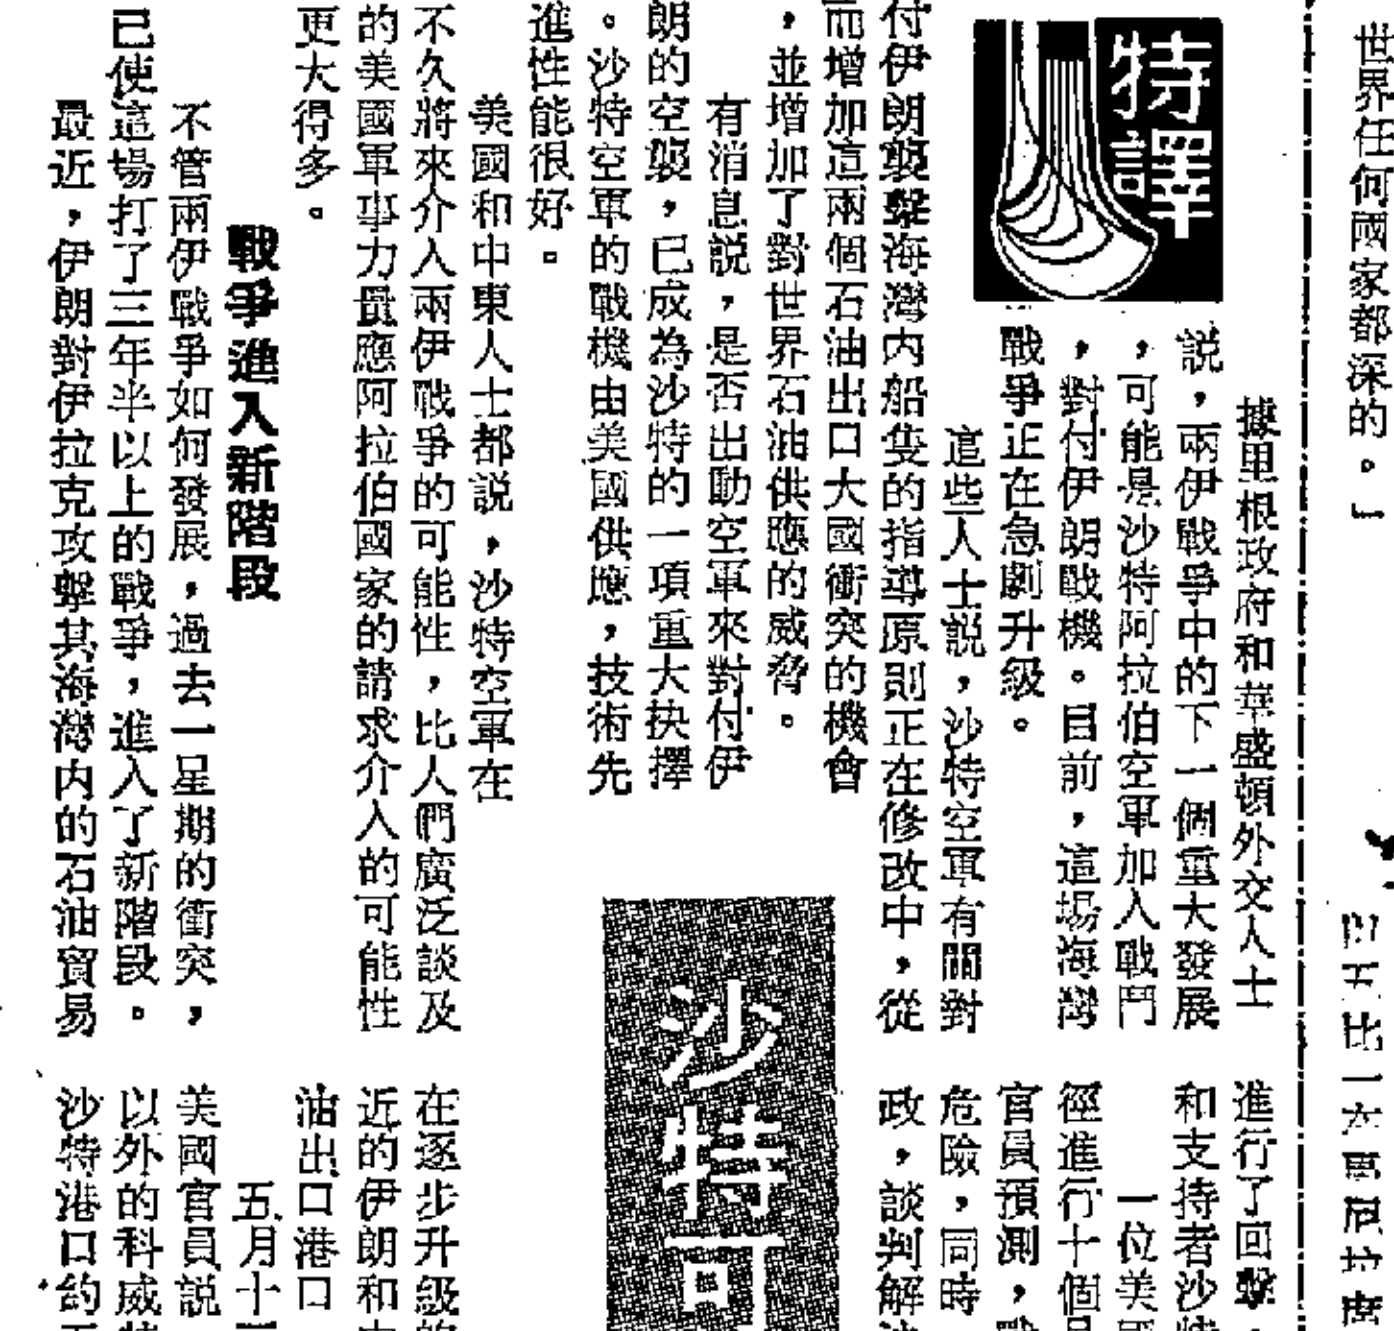 世界任何國家都深的。」
特譯
據里根政府和華盛頓外交人士
説，兩伊戰爭中的下一個重大發展
，可能是沙特阿拉伯空軍加入戰鬥
，對付伊朗戰機。目前，這場海灣
戰爭正在急劇升級。
這些人士説，沙特空軍有關對
付伊朗襲擊海灣内船隻的指導原則正在修改中，從
而增加這兩個石油出口大國衝突的機會
，並增加了對世界石油供應的威脅。
有消息説，是否出動空軍來對付伊
朗的空襲，已成為沙特的一項重大抉擇
。沙特空軍的戰機由美國供應，技術先
進性能很好。
美國和中東人士都説，沙特空軍在
不久將來介入兩伊戰爭的可能性，比人們廣泛談及
的美國軍事力量應阿拉伯國家的請求介入的可能性
更大得多。
戰爭進入新階段
不管兩伊戰爭如何發展，過去一星期的衝突，
已使這場打了三年半以上的戰爭，進入了新階段。
最近，伊朗對伊拉克攻擊其海灣内的石油貿易
沙特可
進行了回擊，
和支持者沙特
一位美國
徑進行十個月
官員預測，戰
危險，同時
政，談判解決
在逐步升級的
近的伊朗和
油出口港口
五月十
美國官員説
以外的科威特
沙特港口約